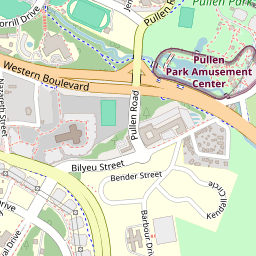 Pullen
Pullen Park
Pullen
Park Amusement
Center
Western Boulevard
Nazareth Street
Pullen Road
Bilyeu Street
Bender Street
Kendall Circle
Barbour Drive
Drive